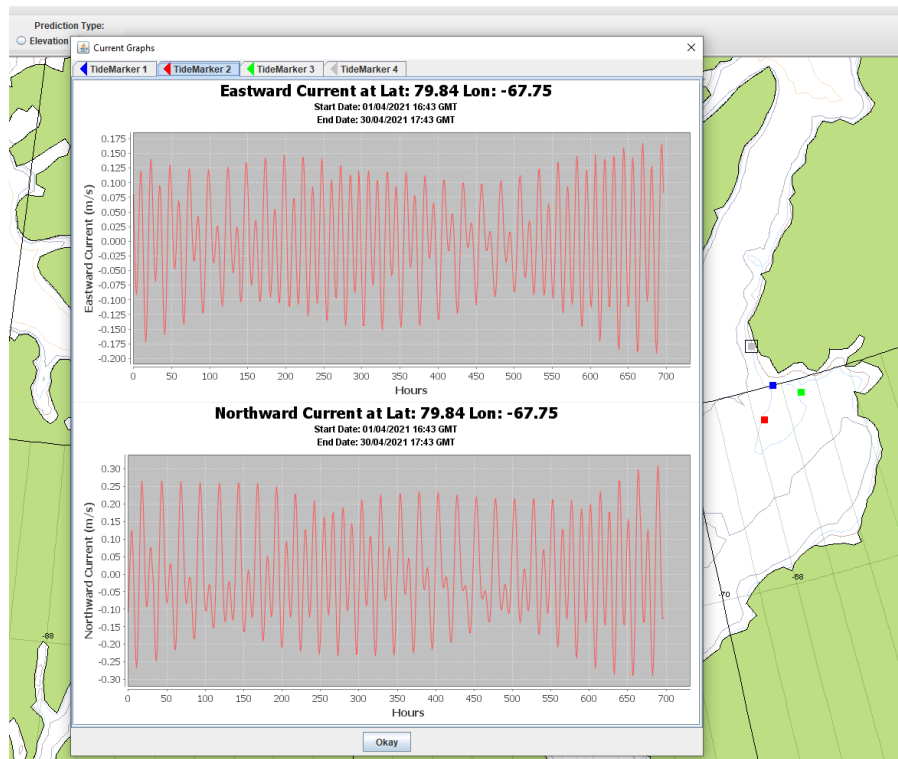 Prediction Type:
Elevation
Current Graphs
TideMarker 1 TideMarker 2 TideMarker 3 TideMarker 4
Eastward Current at Lat: 79.84 Lon: -67.75
Start Date: 01/04/2021 16:43 GMT
End Date: 30/04/2021 17:43 GMT
Eastward Current (m/s)
0.175
0.150
0.125
0.100
0.075
0.050
0.025
0.000
-0.025
-0.050
-0.075
-0.100
-0.125
-0.150
-0.175
-0.200
0 50 100 150 200 250 300 350 400 450 500 550 600 650 700
Hours
Northward Current at Lat: 79.84 Lon: -67.75
Start Date: 01/04/2021 16:43 GMT
End Date: 30/04/2021 17:43 GMT
Northward Current (m/s)
0.30
0.25
0.20
0.15
0.10
0.05
0.00
-0.05
-0.10
-0.15
-0.20
-0.25
-0.30
0 50 100 150 200 250 300 350 400 450 500 550 600 650 700
Hours
Okay
-88
-70
-68